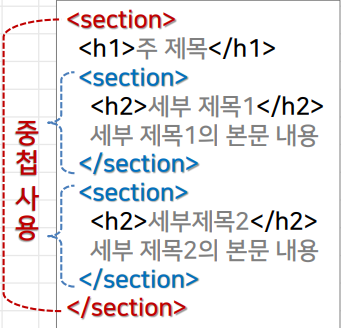 <section>
<h1>주 제목</h1>
<section>
<h2>세부 제목1</h2>
세부 제목1의 본문 내용
</section>
<section>
<h2>세부제목2</h2>
세부 제목2의 본문 내용
</section>
</section>
중첩 사용